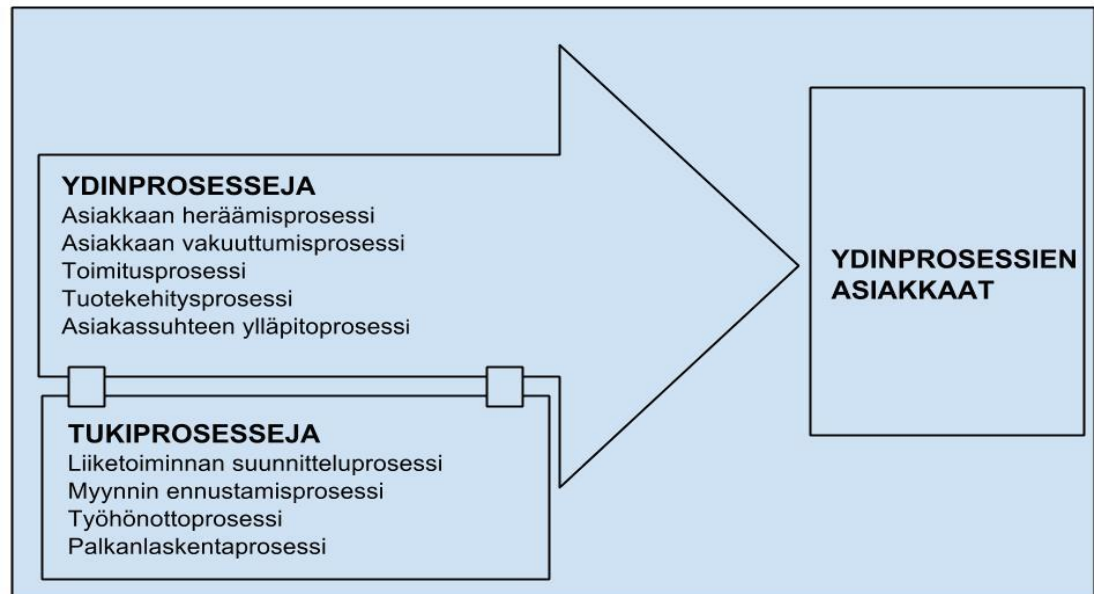 YDINPROSESSEJA
Asiakkaan heräämisprosessi
Asiakkaan vakuuttumisprosessi
Toimitusprosessi
Tuotekehitysprosessi
Asiakassuhteen ylläpitoprosessi
TUKIPROSESSEJA
Liiketoiminnan suunnitteluprosessi
Myynnin ennustamisprosessi
Työhönottoprosessi
Palkanlaskentaprosessi
YDINPROSESSIEN
ASIAKKAAT